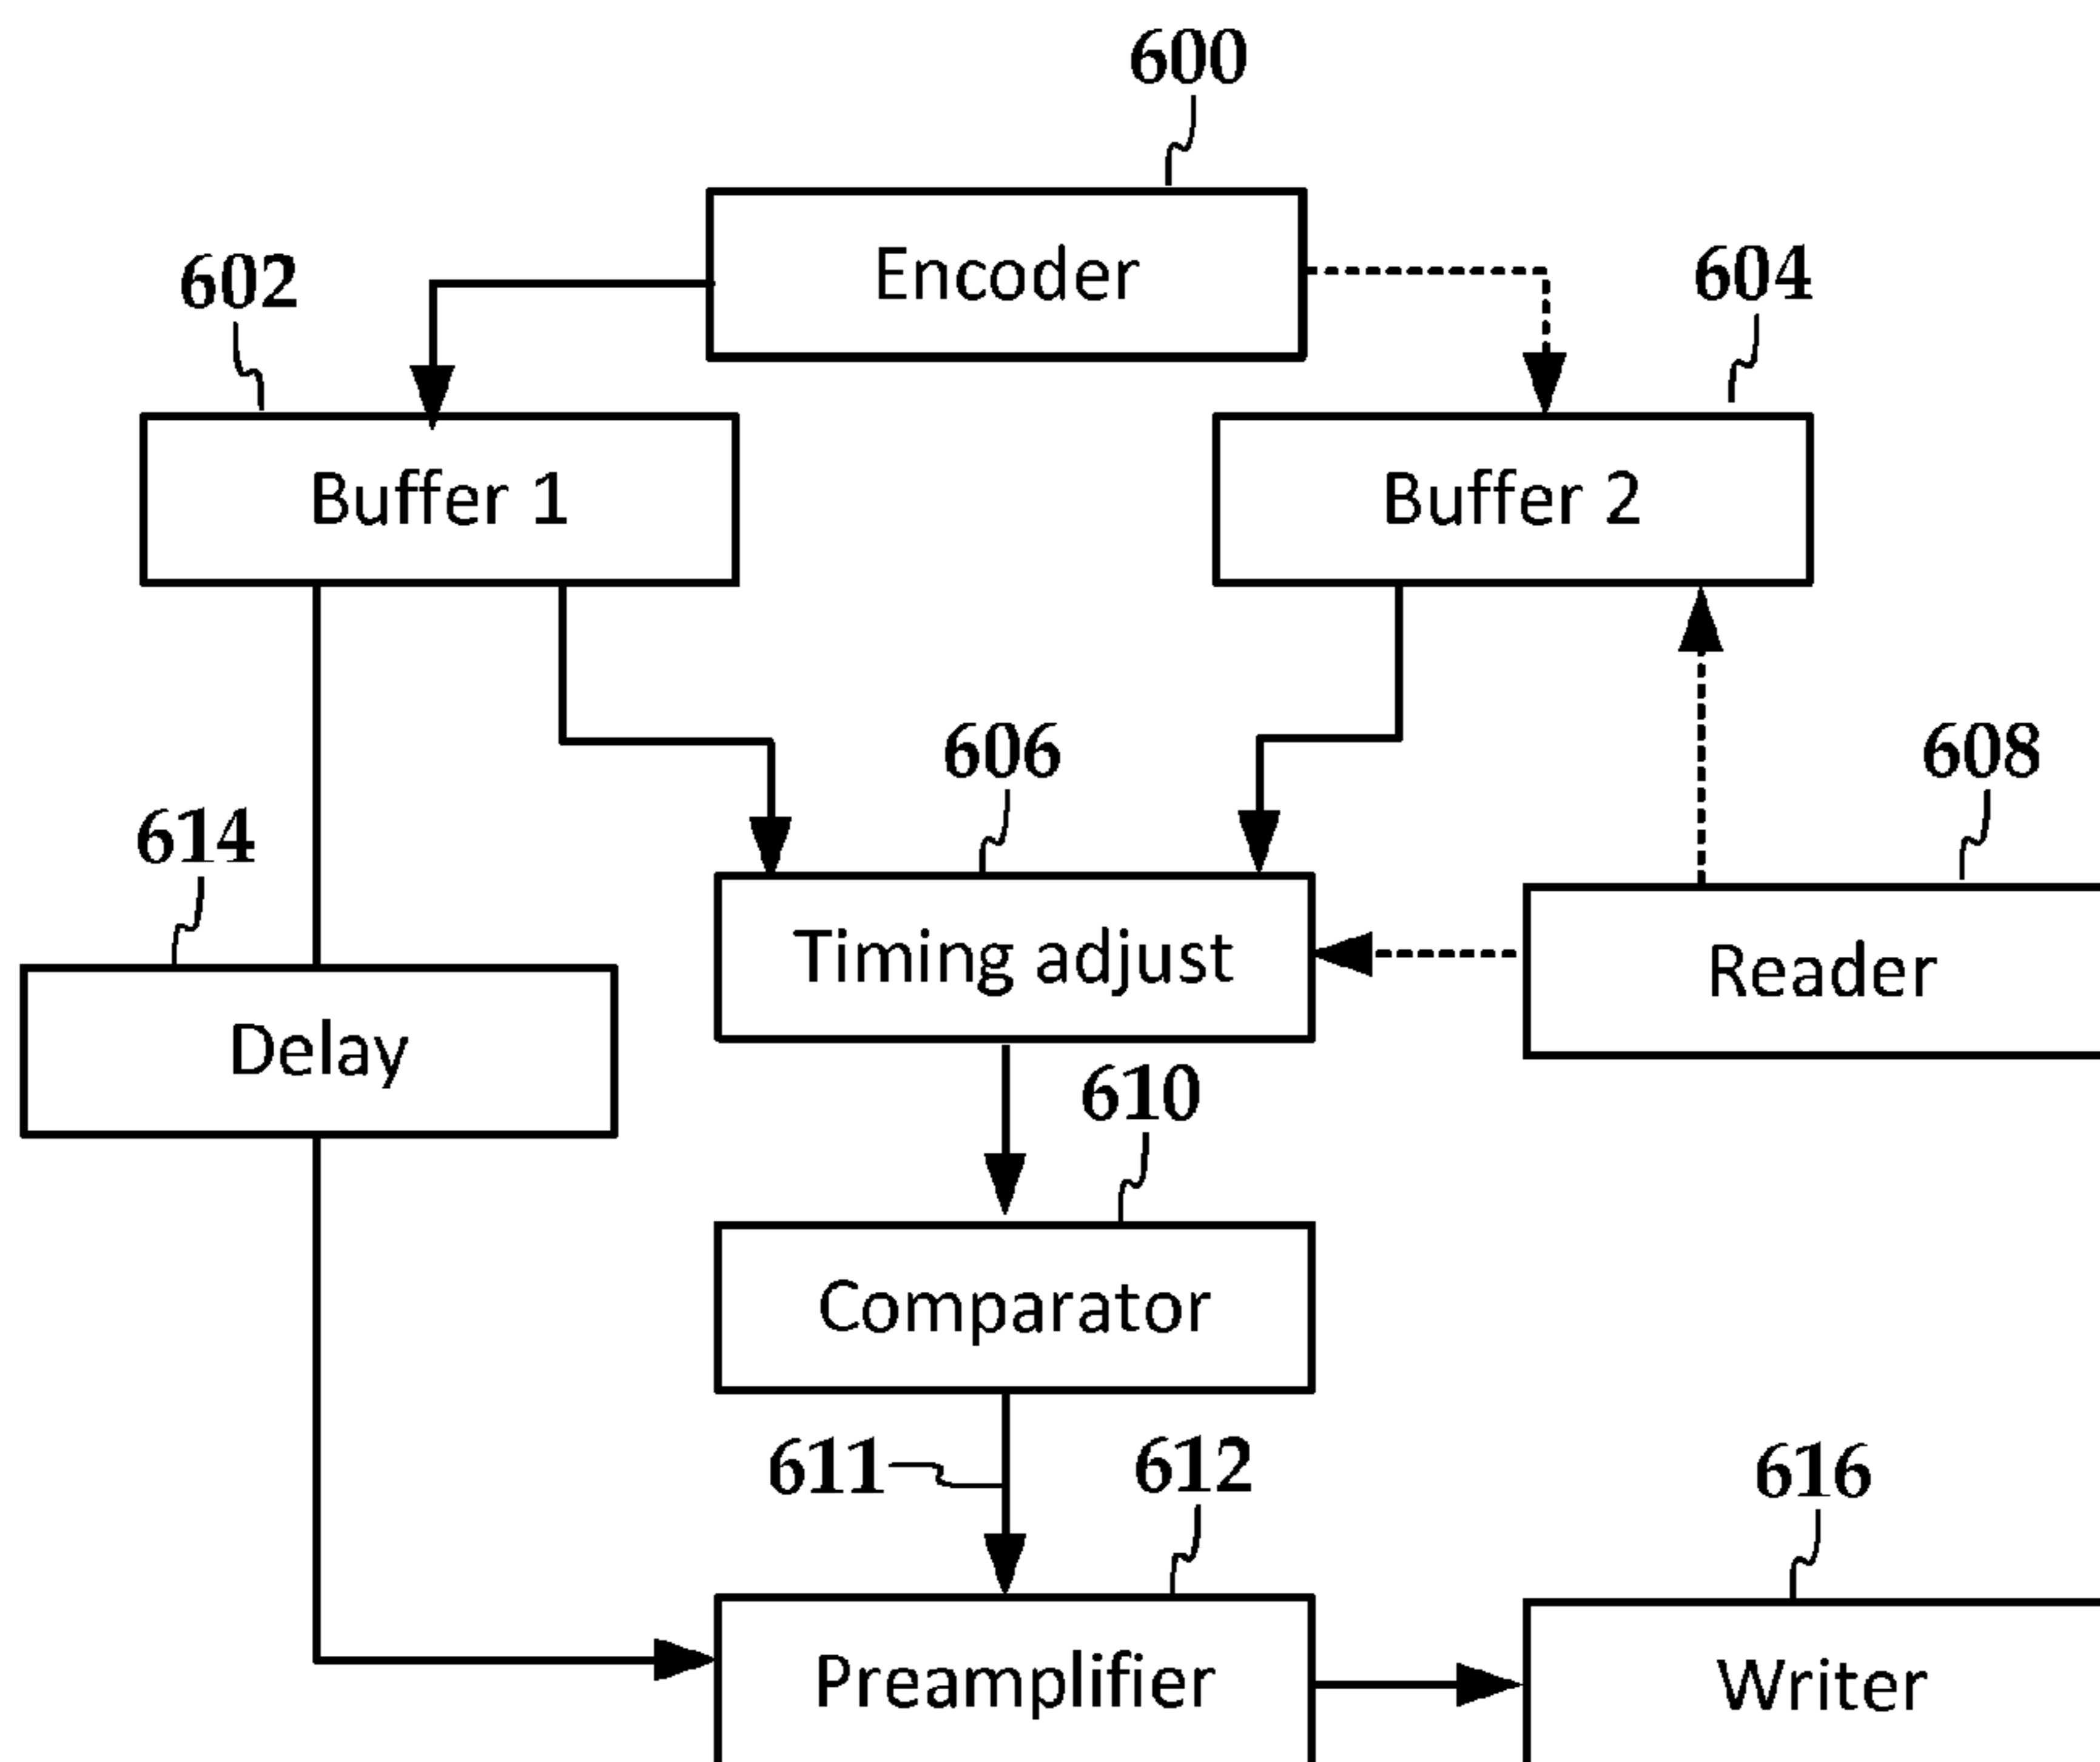 600
Encoder
602
604
Buffer 1
Buffer 2
606
608
614
Timing adjust
Reader
Delay
610
Comparator
611
612
616
Preamplifier
Writer